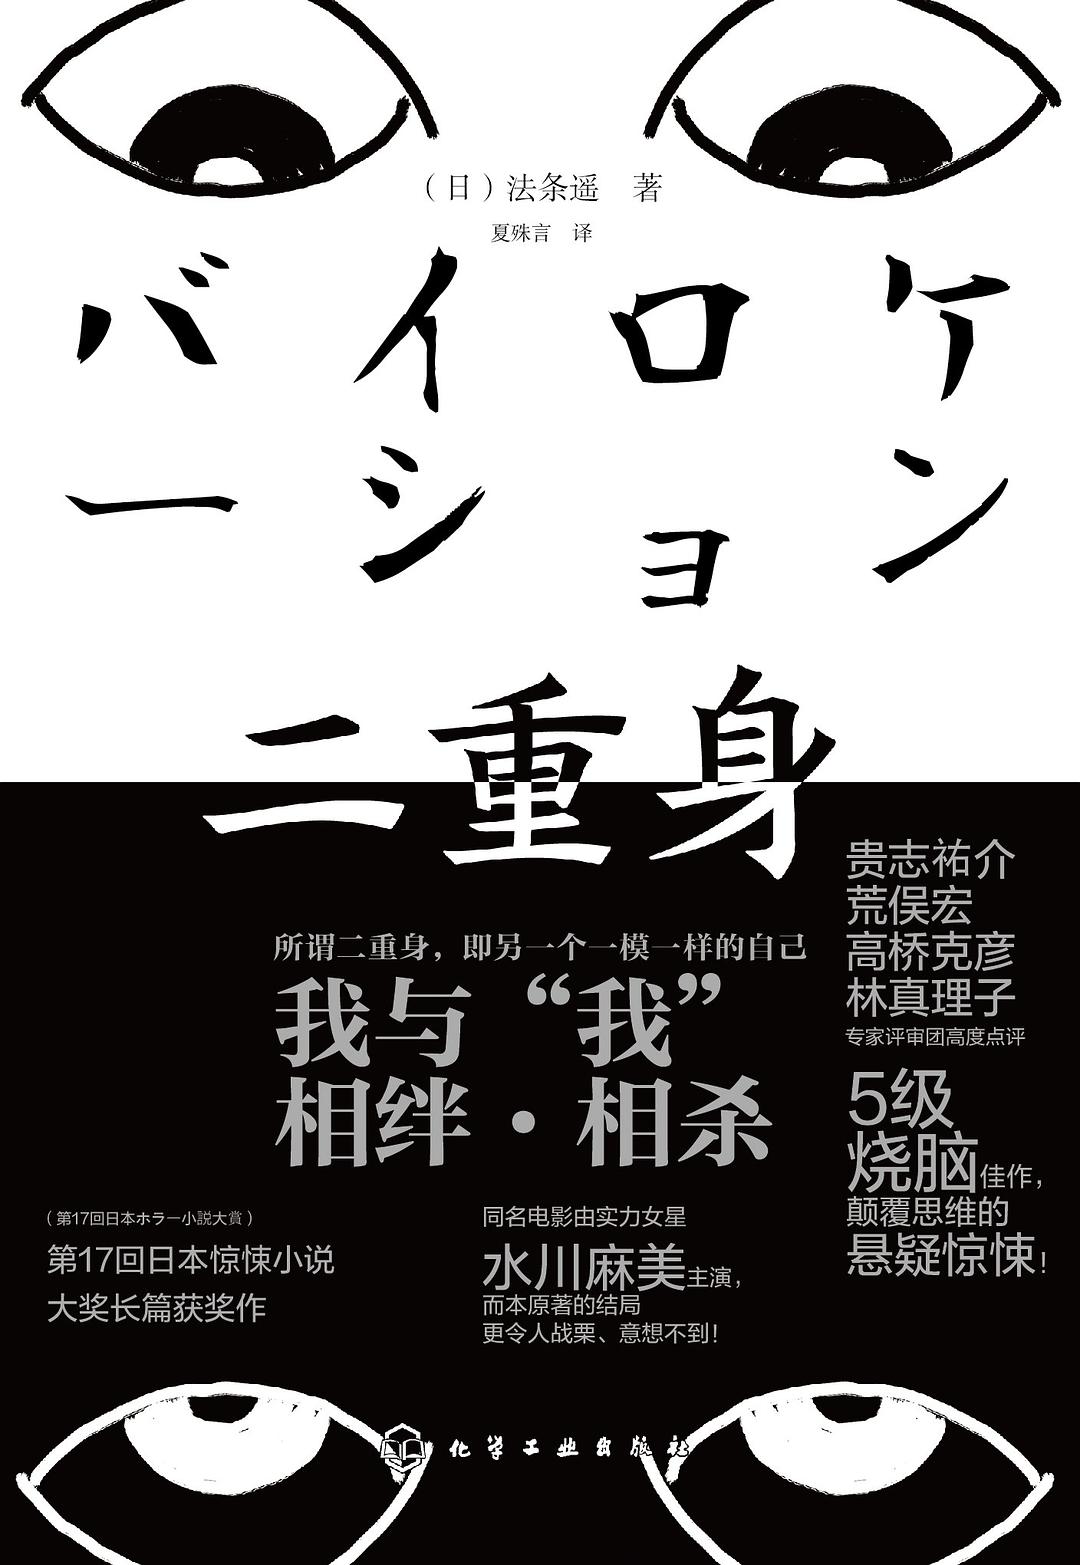 （日）法条遥 著
夏殊言 译
バイロケ
ーション
二重身
所谓二重身，即另一个一模一样的自己
我与“我”
相绊·相杀
贵志祐介
荒俣宏
高桥克彦
林真理子
专家评审团高度点评
5级
烧脑佳作，
颠覆思维的
悬疑惊悚！
（第17回日本ホラー小説大賞）
第17回日本惊悚小说
大奖长篇获奖作
同名电影由实力女星
水川麻美主演，
而本原著的结局
更令人战栗、意想不到！
化学工业出版社